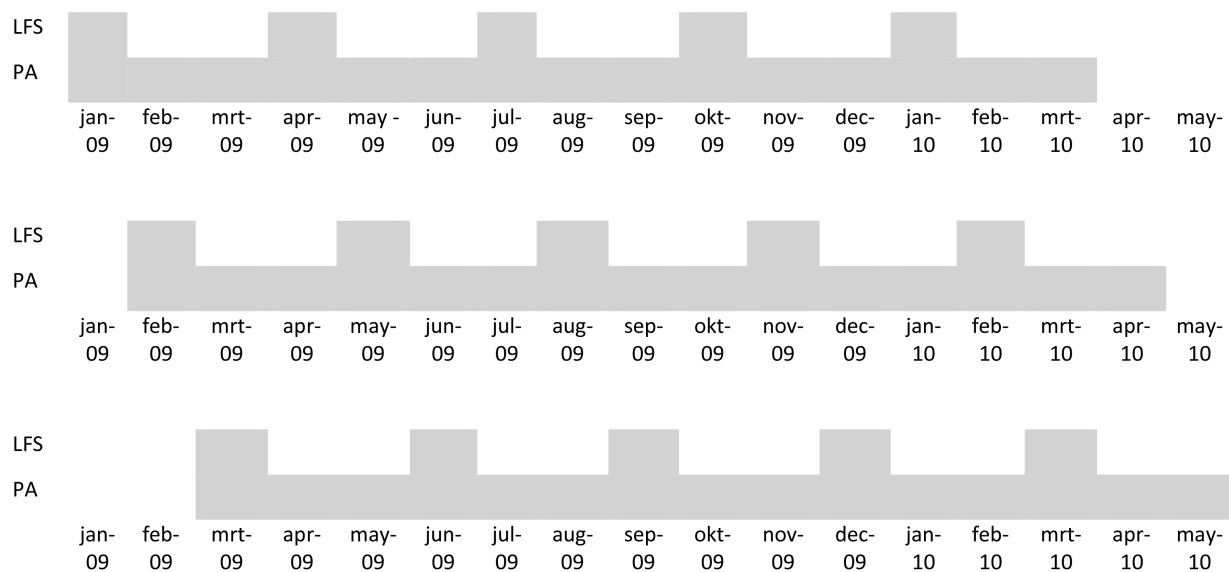 LFS
PA
jan- feb- mrt- apr- may - jun- jul- aug- sep- okt- nov- dec- jan- feb- mrt- apr- may-
09 09 09 09 09 09 09 09 09 09 09 09 10 10 10 10 10
LFS
PA
jan- feb- mrt- apr- may- jun- jul- aug- sep- okt- nov- dec- jan- feb- mrt- apr- may-
09 09 09 09 09 09 09 09 09 09 09 09 10 10 10 10 10
LFS
PA
jan- feb- mrt- apr- may- jun- jul- aug- sep- okt- nov- dec- jan- feb- mrt- apr- may-
09 09 09 09 09 09 09 09 09 09 09 09 10 10 10 10 10